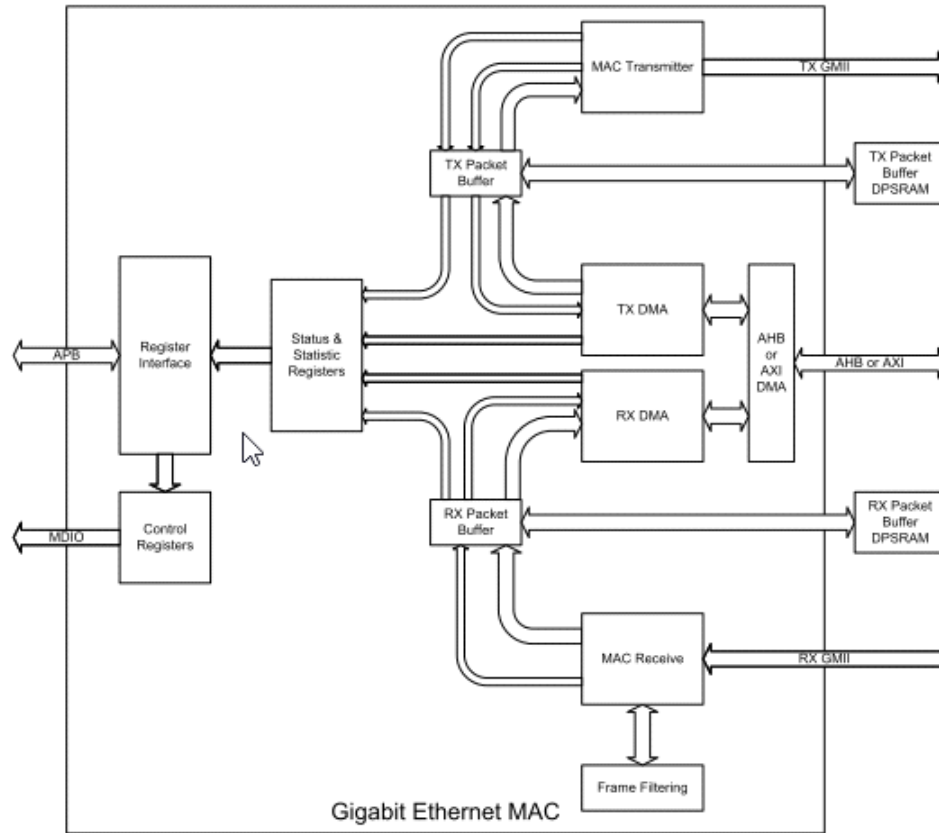 MAC Transmitter
TX GMII
TX Packet
Buffer
TX Packet
Buffer
DPSRAM
Register
Interface
Status &
Statistic
Registers
TX DMA
AHB
or
AXI
DMA
APB
AHB or AXI
RX DMA
Control
Registers
MDIO
RX Packet
Buffer
RX Packet
Buffer
DPSRAM
MAC Receive
RX GMII
Frame Filtering
Gigabit Ethernet MAC